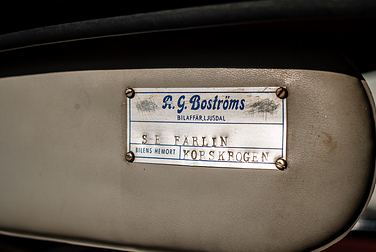 R.G. Boströms
BILAFFÄR, LJUSDAL
S-E FARLIN
BILENS HEMORT KORSKROGEN